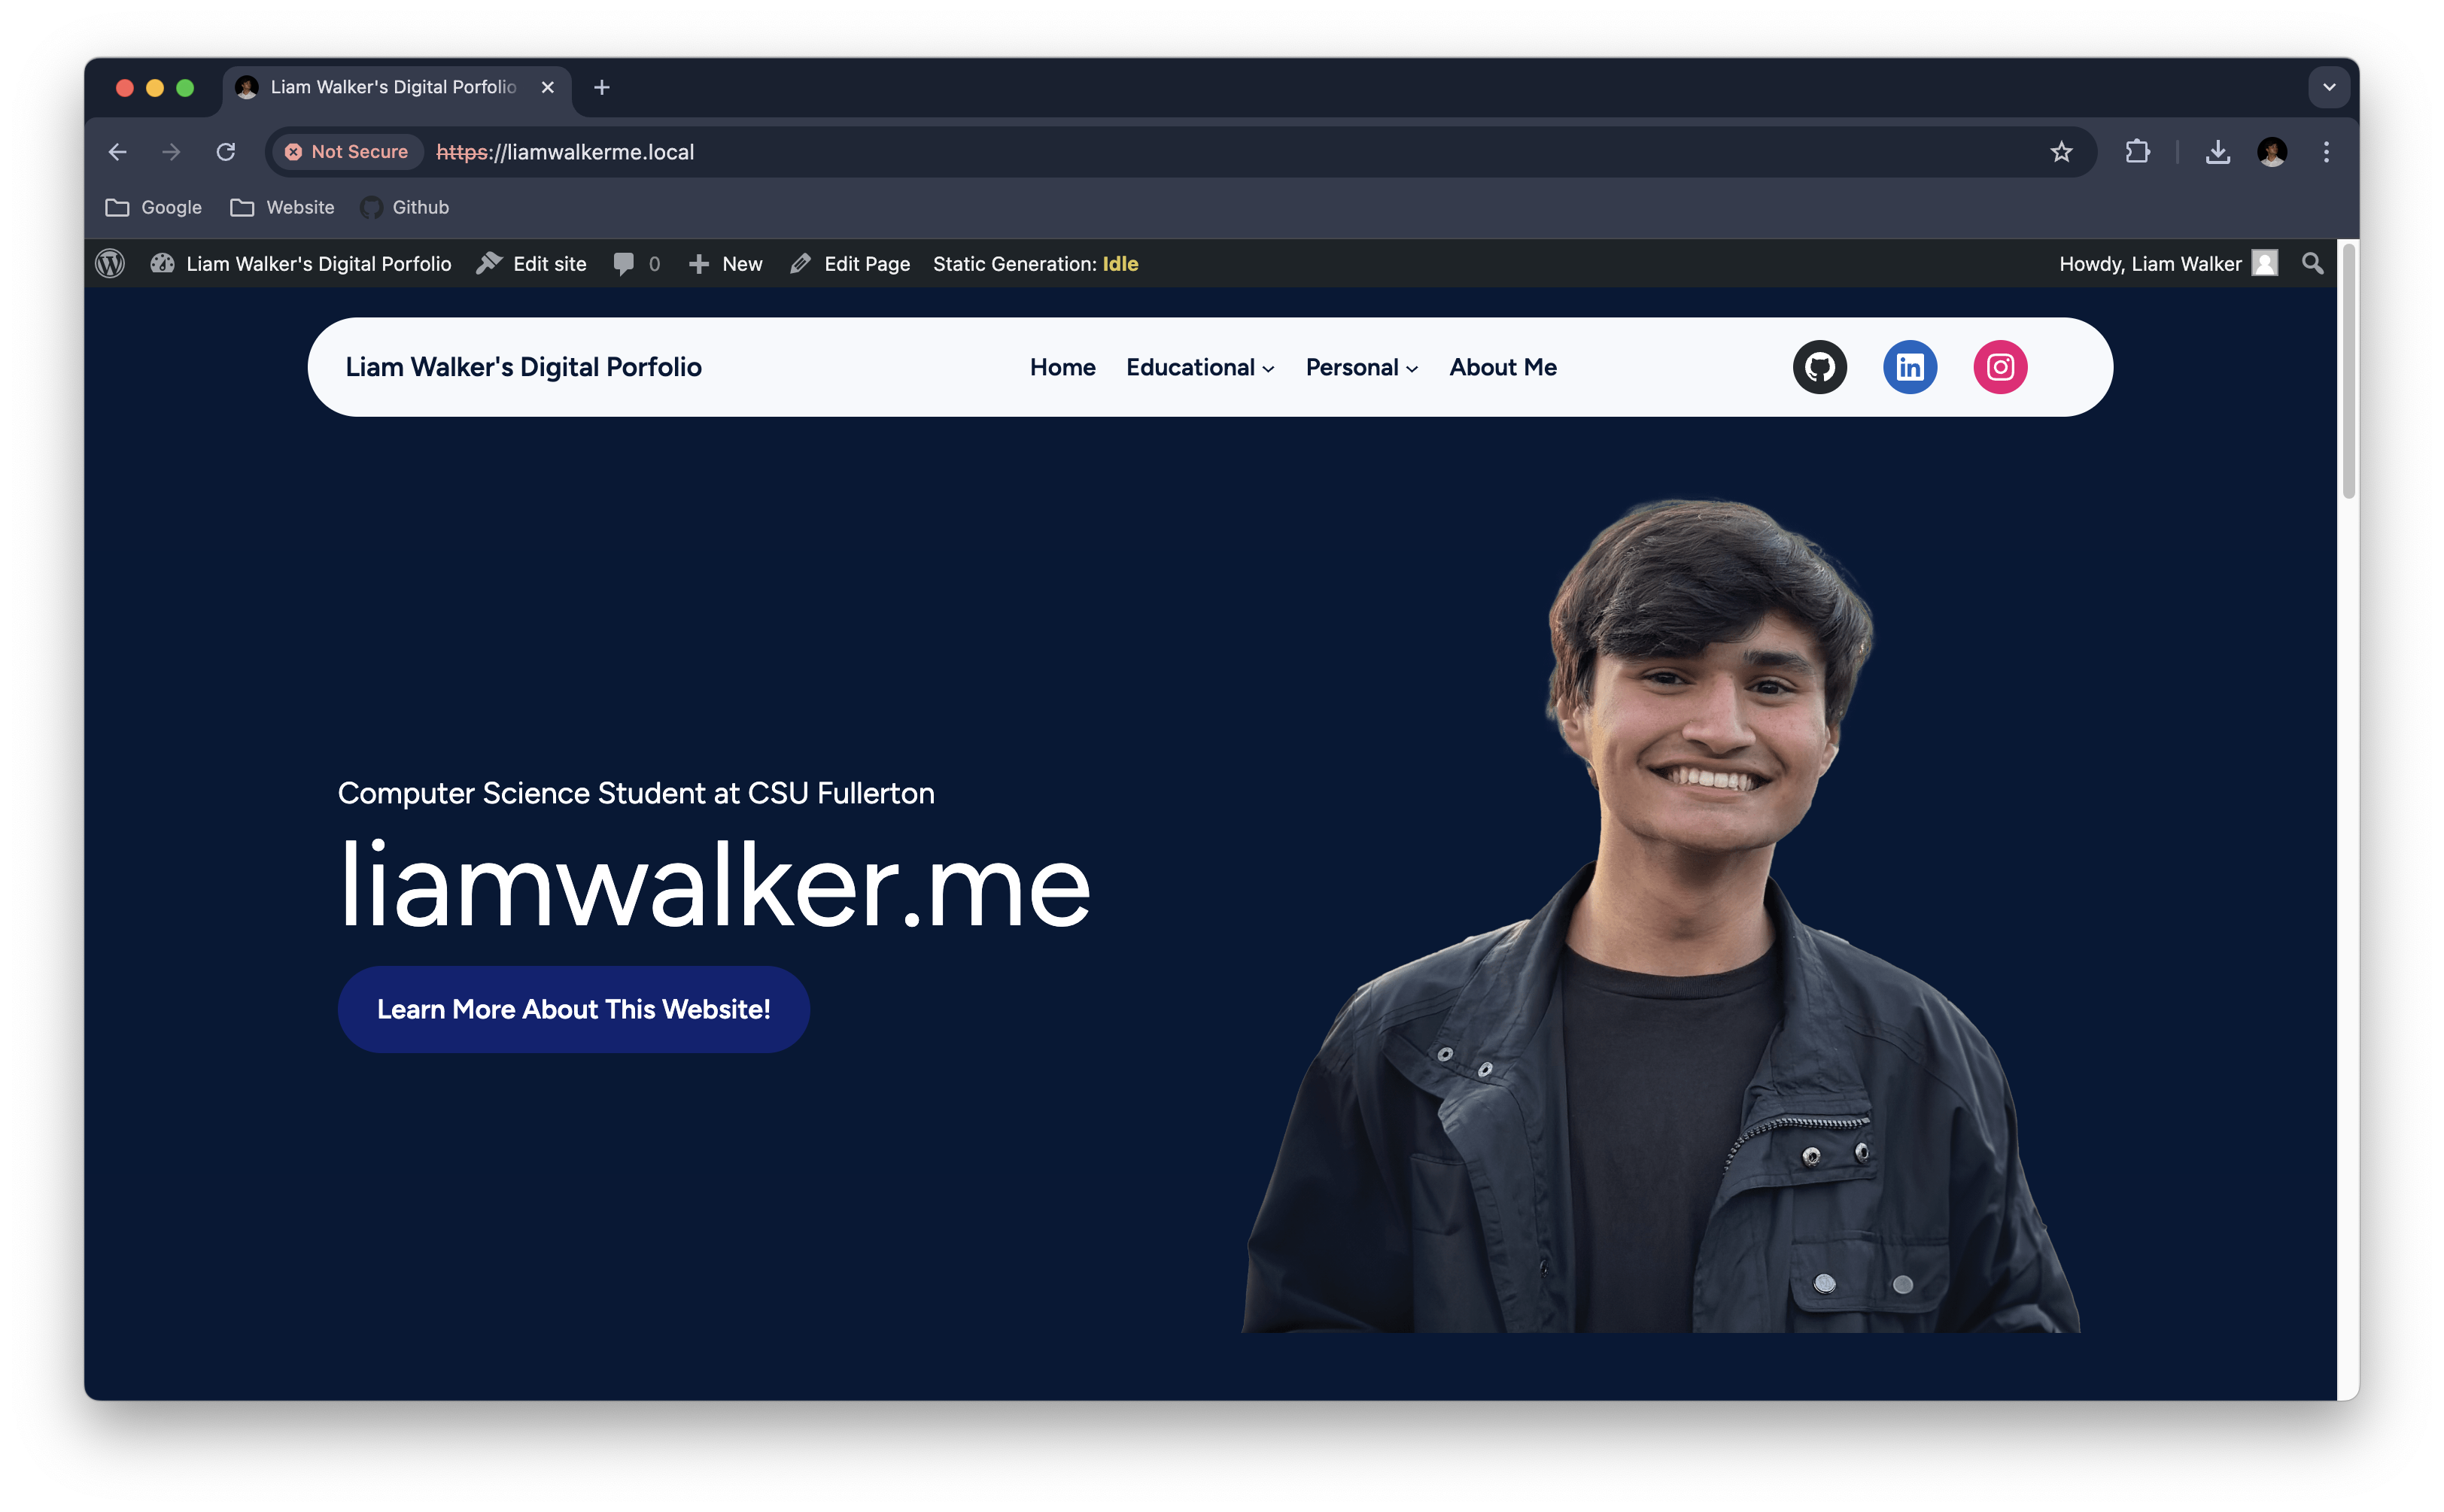 Liam Walker's Digital Porfolio
Not Secure https://liamwalkerme.local
Google Website Github
Liam Walker's Digital Porfolio Edit site 0 New Edit Page Static Generation: Idle Howdy, Liam Walker
Liam Walker's Digital Porfolio Home Educational Personal About Me
Computer Science Student at CSU Fullerton
liamwalker.me
Learn More About This Website!